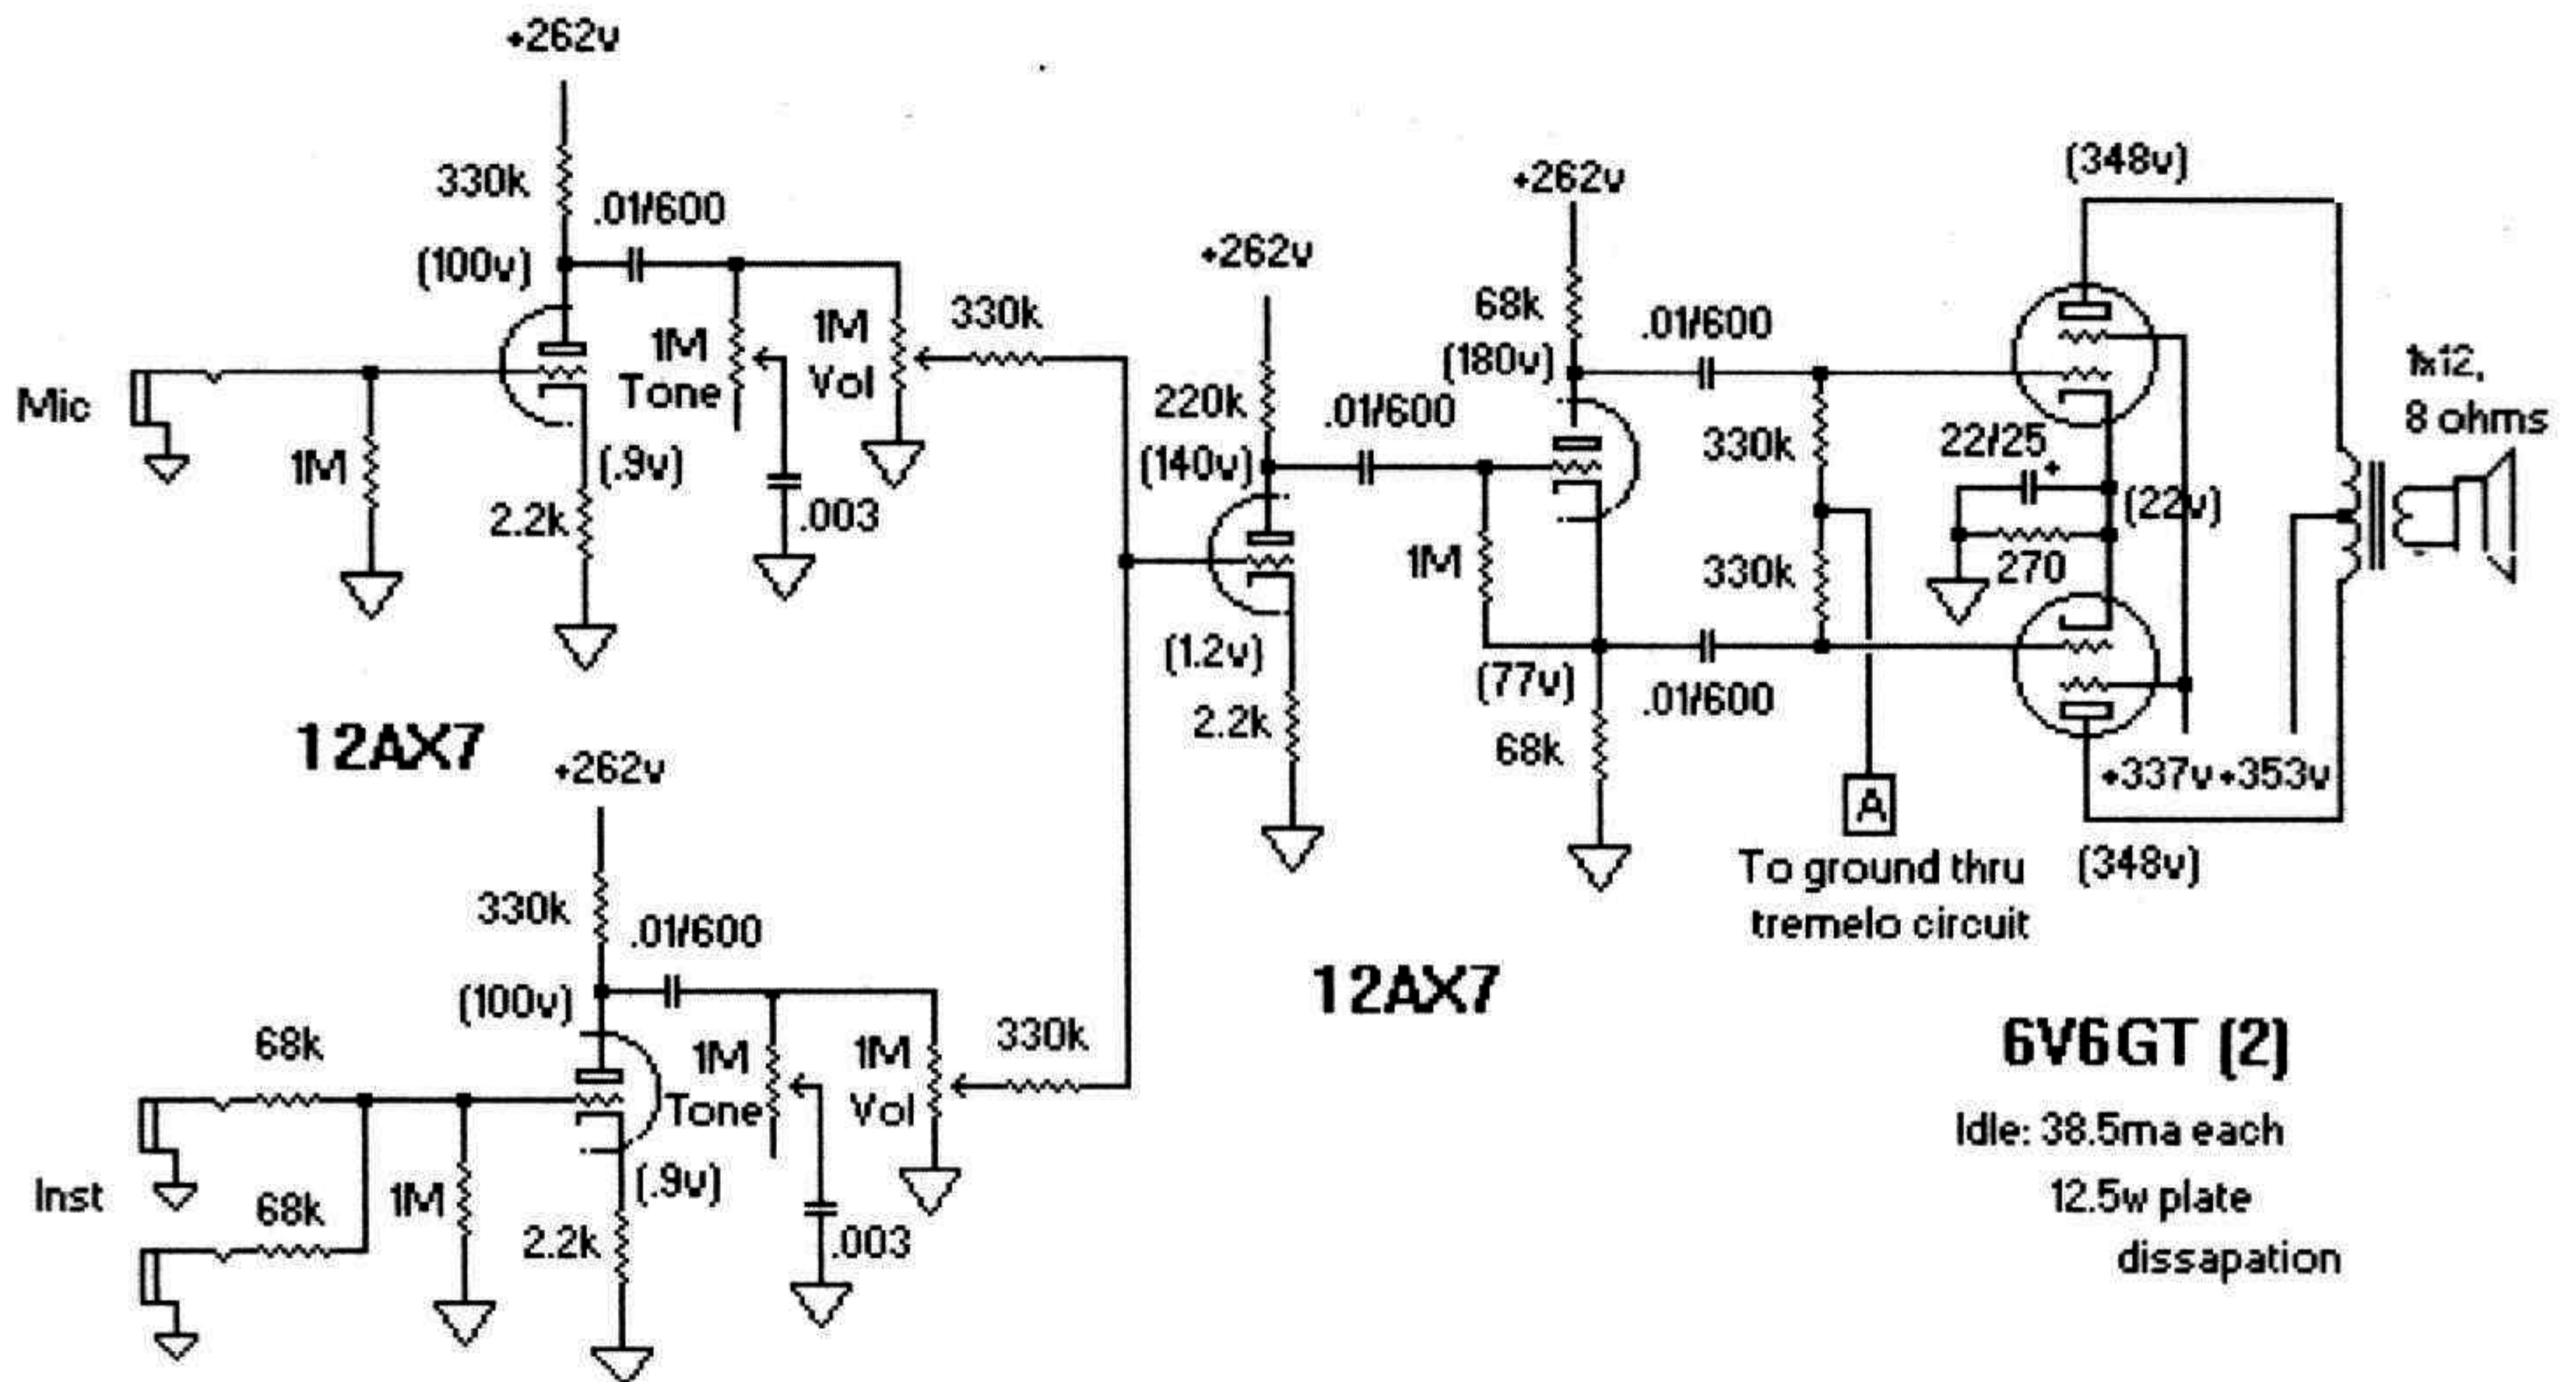 +262v
330k
.01/600
(100v)
1M
Tone
1M
Vol
330k
Mic
1M
(.9v)
2.2k
.003
12AX7
+262v
330k
.01/600
(100v)
68k
1M
Tone
1M
Vol
330k
Inst
68k
1M
(.9v)
2.2k
.003
+262v
220k
(140v)
.01/600
(1.2v)
2.2k
+262v
68k
(180v)
.01/600
1M
330k
330k
(77v)
.01/600
68k
12AX7
A
To ground thru
tremelo circuit
(348v)
22/25
+
(22v)
270
1x12,
8 ohms
+337v +353v
(348v)
6V6GT (2)
Idle: 38.5ma each
12.5w plate
dissapation